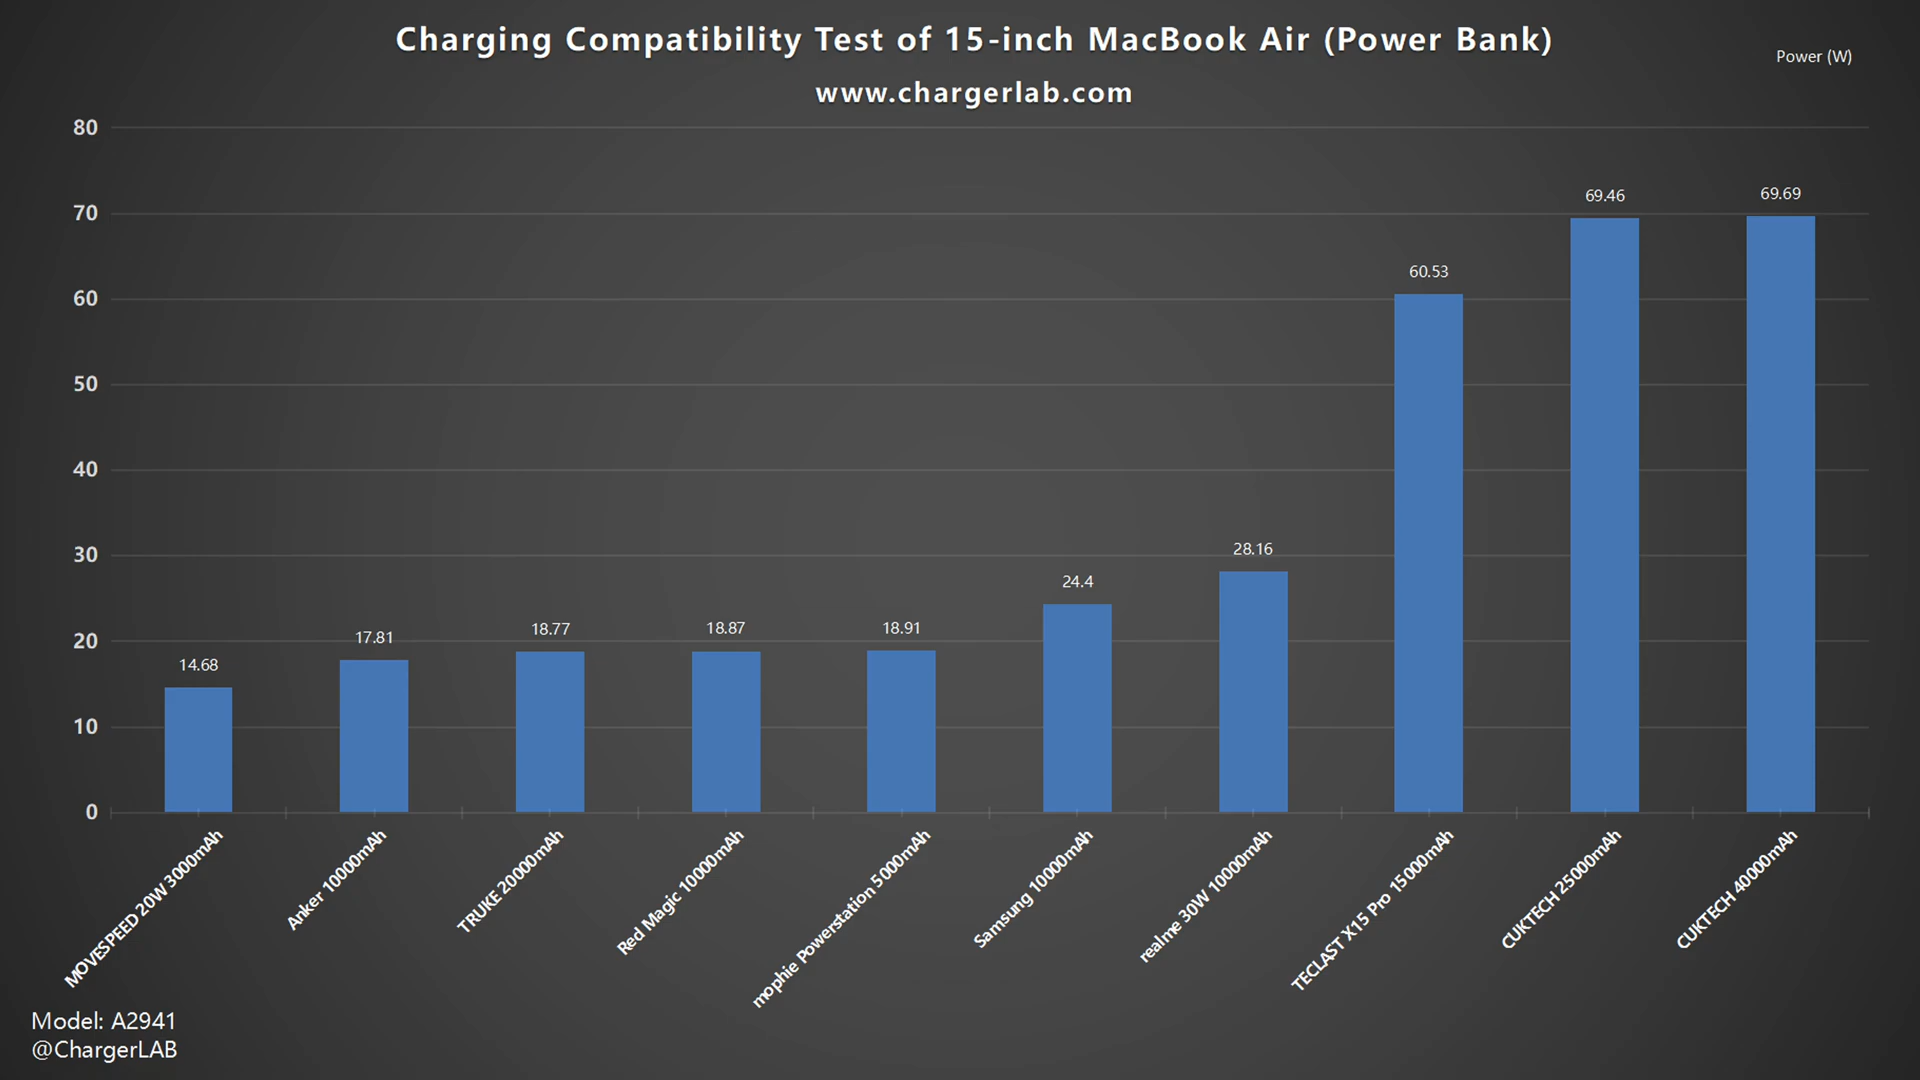 Charging Compatibility Test of 15-inch MacBook Air (Power Bank)
www.chargerlab.com
Power (W)
80
70
60
50
40
30
20
10
0
14.68
17.81
18.77
18.87
18.91
24.4
28.16
60.53
69.46
69.69
MOVESPEED 20W 3000mAh
Anker 10000mAh
TRUKE 20000mAh
Red Magic 10000mAh
mophie Powerstation 5000mAh
Samsung 10000mAh
realme 30W 10000mAh
TECLAST X15 Pro 15000mAh
CUKTECH 25000mAh
CUKTECH 40000mAh
Model: A2941
@ChargerLAB